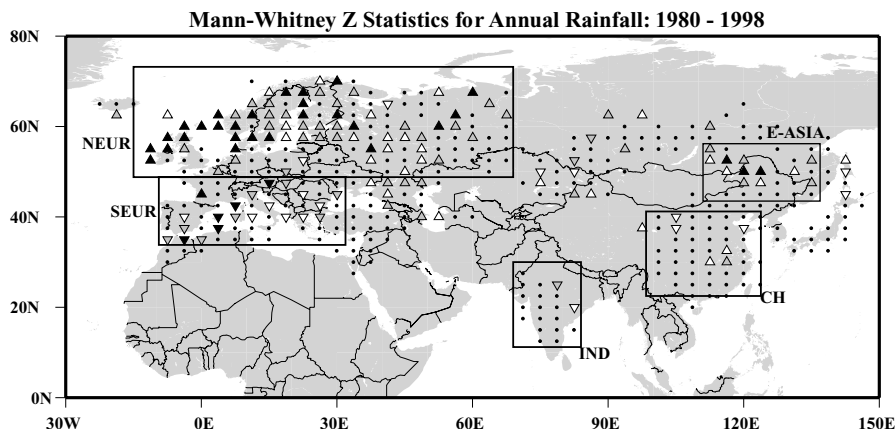 Mann-Whitney Z Statistics for Annual Rainfall: 1980 - 1998
80N
60N
40N
20N
0N
NEUR
SEUR
E-ASIA
CH
IND
30W 0E 30E 60E 90E 120E 150E